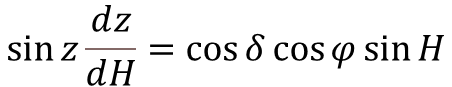 sin z dz/dH = cos δ cos φ sin H